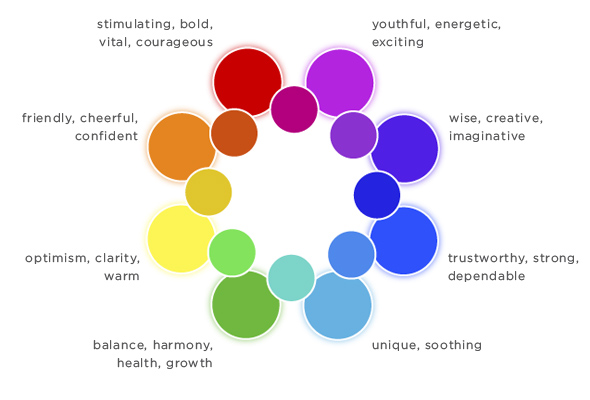 stimulating, bold,
vital, courageous
youthful, energetic,
exciting
friendly, cheerful,
confident
wise, creative,
imaginative
optimism, clarity,
warm
trustworthy, strong,
dependable
balance, harmony,
health, growth
unique, soothing